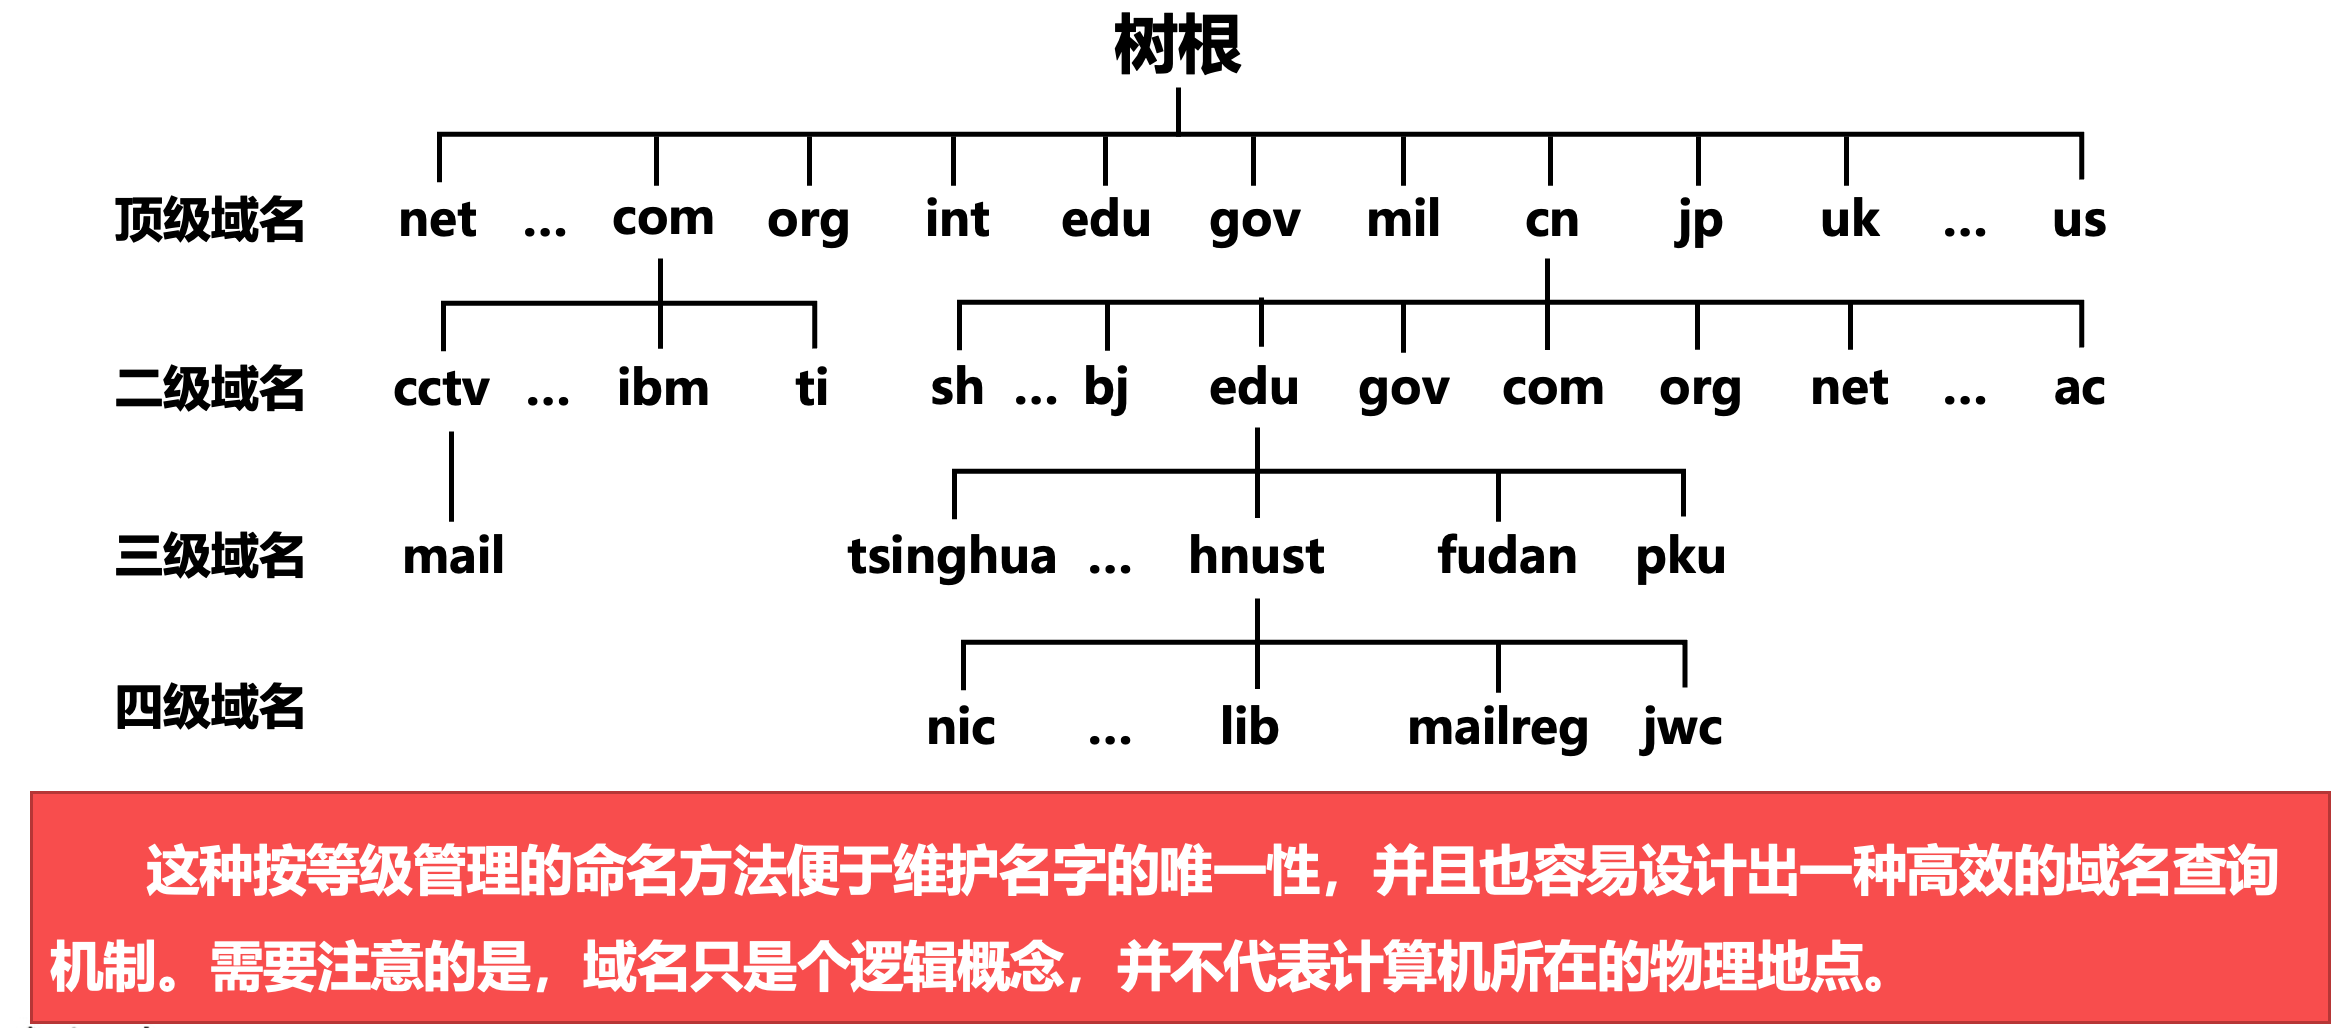 树根
顶级域名 net ... com org int edu gov mil cn jp uk ... us
二级域名 cctv ... ibm ti sh ... bj edu gov com org net ... ac
三级域名 mail tsinghua ... hnust fudan pku
四级域名 nic ... lib mailreg jwc
这种按等级管理的命名方法便于维护名字的唯一性，并且也容易设计出一种高效的域名查询
机制。需要注意的是，域名只是个逻辑概念，并不代表计算机所在的物理地点。